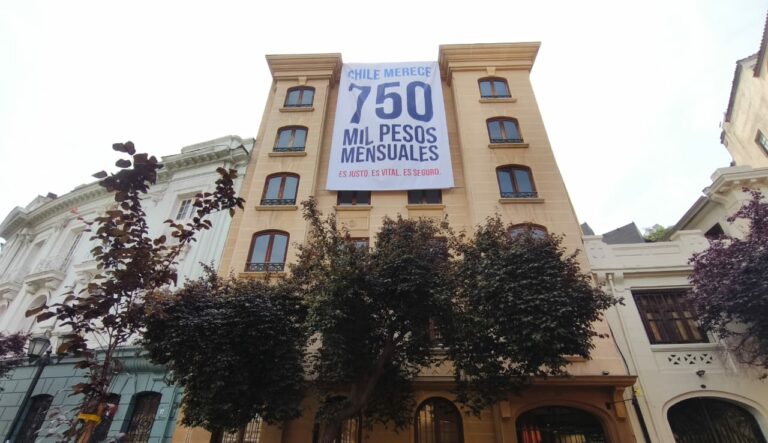 CHILE MERECE
750
MIL PESOS
MENSUALES
ES JUSTO. ES VITAL. ES SEGURO.